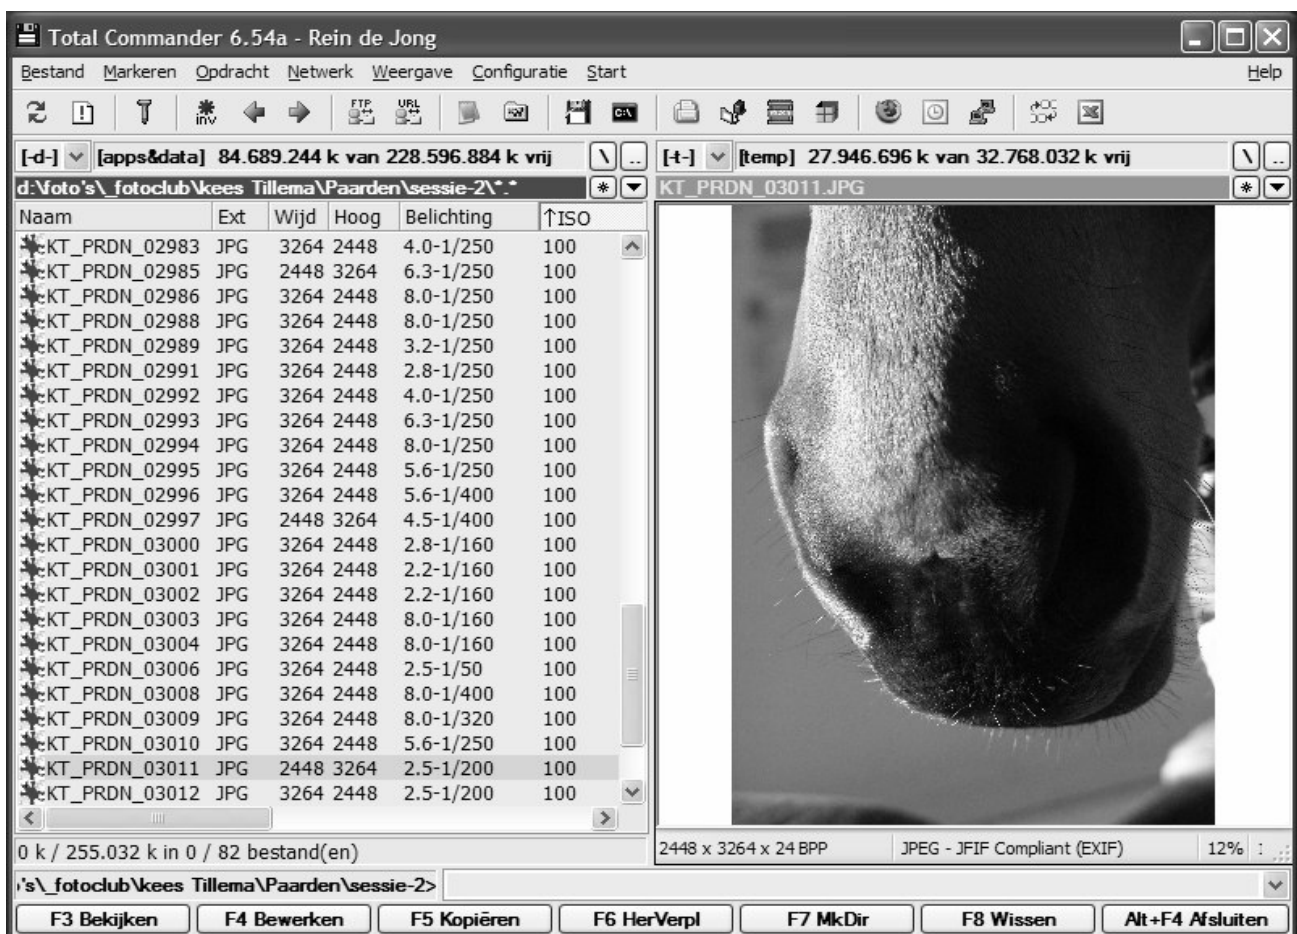 Total Commander 6.54a - Rein de Jong
Bestand Markeren Opdracht Netwerk Weergave Configuratie Start Help
INV FTP URL C:\
[-d-] [apps&data] 84.689.244 k van 228.596.884 k vrij \ .. [-t-] [temp] 27.946.696 k van 32.768.032 k vrij \ ..
d:\foto's\_fotoclub\kees Tillema\Paarden\sessie-2\*.* * KT_PRDN_03011.JPG *
Naam Ext Wijd Hoog Belichting ↑ISO
KT_PRDN_02983 JPG 3264 2448 4.0-1/250 100
KT_PRDN_02985 JPG 2448 3264 6.3-1/250 100
KT_PRDN_02986 JPG 3264 2448 8.0-1/250 100
KT_PRDN_02988 JPG 3264 2448 8.0-1/250 100
KT_PRDN_02989 JPG 3264 2448 3.2-1/250 100
KT_PRDN_02991 JPG 3264 2448 2.8-1/250 100
KT_PRDN_02992 JPG 3264 2448 4.0-1/250 100
KT_PRDN_02993 JPG 3264 2448 6.3-1/250 100
KT_PRDN_02994 JPG 3264 2448 8.0-1/250 100
KT_PRDN_02995 JPG 3264 2448 5.6-1/250 100
KT_PRDN_02996 JPG 3264 2448 5.6-1/400 100
KT_PRDN_02997 JPG 2448 3264 4.5-1/400 100
KT_PRDN_03000 JPG 3264 2448 2.8-1/160 100
KT_PRDN_03001 JPG 3264 2448 2.2-1/160 100
KT_PRDN_03002 JPG 3264 2448 2.2-1/160 100
KT_PRDN_03003 JPG 3264 2448 8.0-1/160 100
KT_PRDN_03004 JPG 3264 2448 8.0-1/160 100
KT_PRDN_03006 JPG 3264 2448 2.5-1/50 100
KT_PRDN_03008 JPG 3264 2448 8.0-1/400 100
KT_PRDN_03009 JPG 3264 2448 8.0-1/320 100
KT_PRDN_03010 JPG 3264 2448 5.6-1/250 100
KT_PRDN_03011 JPG 2448 3264 2.5-1/200 100
KT_PRDN_03012 JPG 3264 2448 2.5-1/200 100
0 k / 255.032 k in 0 / 82 bestand(en) 2448 x 3264 x 24 BPP JPEG - JFIF Compliant (EXIF) 12%
's\_fotoclub\kees Tillema\Paarden\sessie-2>
F3 Bekijken F4 Bewerken F5 Kopiëren F6 HerVerpl F7 MkDir F8 Wissen Alt+F4 Afsluiten